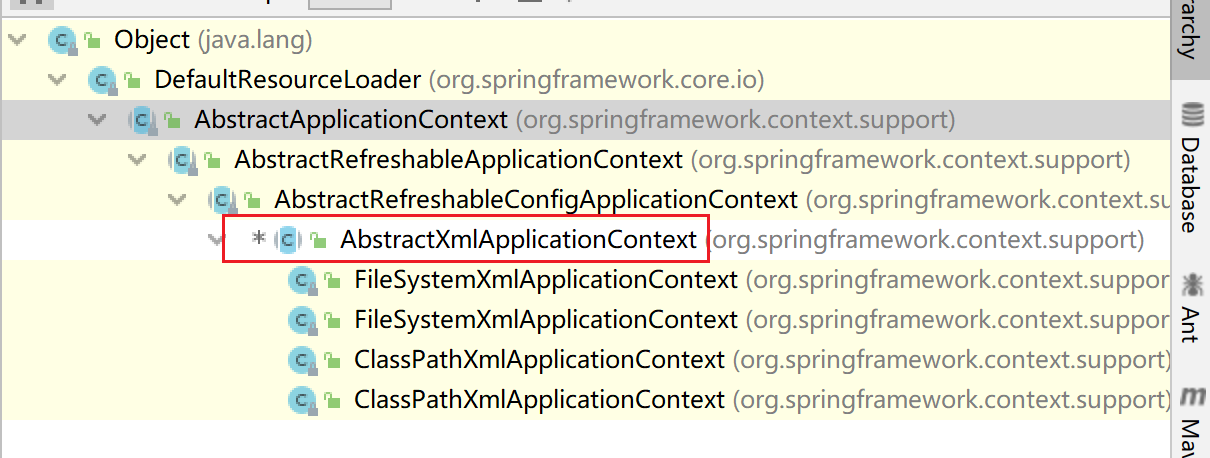 Object (java.lang)
DefaultResourceLoader (org.springframework.core.io)
AbstractApplicationContext (org.springframework.context.support)
AbstractRefreshableApplicationContext (org.springframework.context.support)
AbstractRefreshableConfigApplicationContext (org.springframework.context.su
* C AbstractXmlApplicationContext (org.springframework.context.support)
C FileSystemXmlApplicationContext (org.springframework.context.suppor
C FileSystemXmlApplicationContext (org.springframework.context.suppor
C ClassPathXmlApplicationContext (org.springframework.context.support)
C ClassPathXmlApplicationContext (org.springframework.context.support)
rarchy
Database
Ant
m
Mav